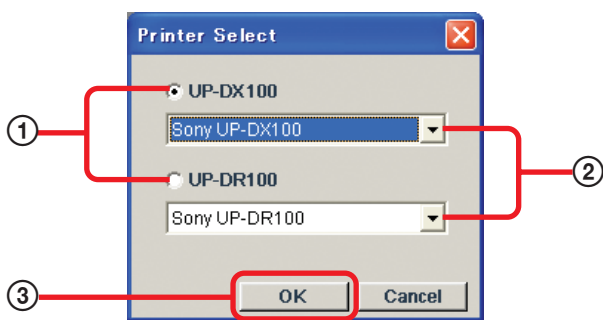 Printer Select
UP-DX100
① Sony UP-DX100
②
UP-DR100
Sony UP-DR100
③ OK Cancel